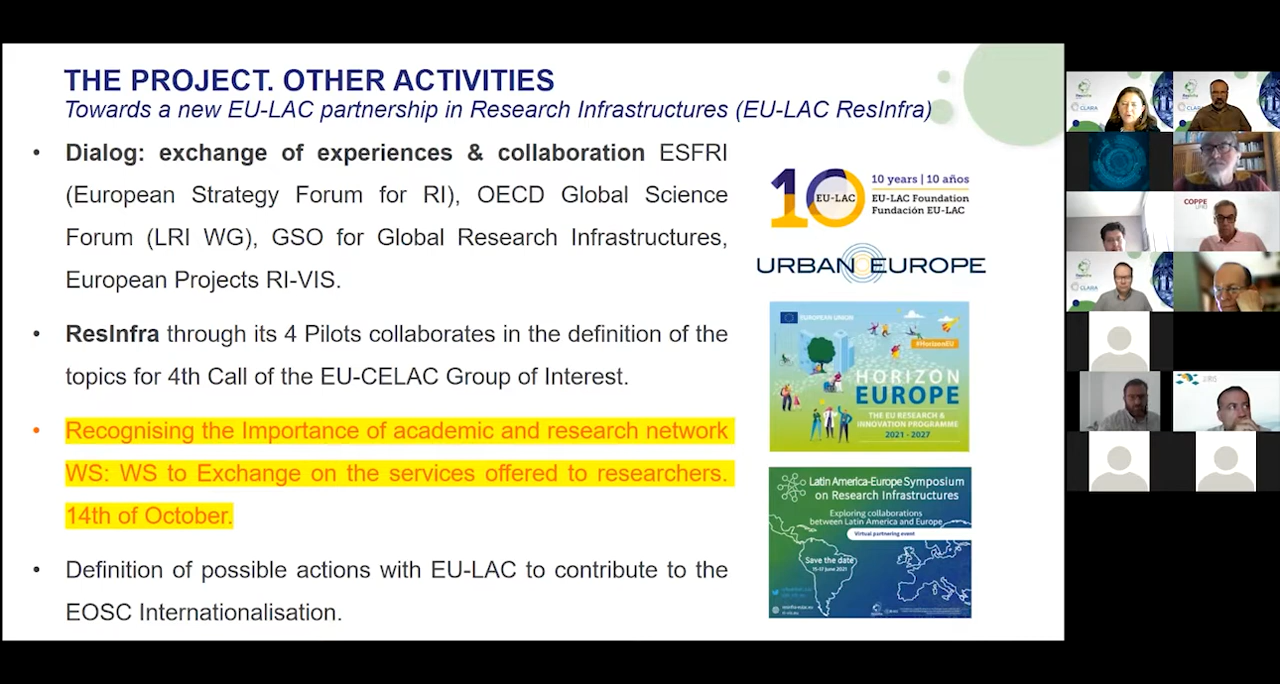 THE PROJECT. OTHER ACTIVITIES
Towards a new EU-LAC partnership in Research Infrastructures (EU-LAC ResInfra)
• Dialog: exchange of experiences & collaboration ESFRI
(European Strategy Forum for RI), OECD Global Science
Forum (LRI WG), GSO for Global Research Infrastructures,
European Projects RI-VIS.
• ResInfra through its 4 Pilots collaborates in the definition of the
topics for 4th Call of the EU-CELAC Group of Interest.
• Recognising the Importance of academic and research network
WS: WS to Exchange on the services offered to researchers.
14th of October.
• Definition of possible actions with EU-LAC to contribute to the
EOSC Internationalisation.
10 EU-LAC
10 years | 10 años
EU-LAC Foundation
Fundación EU-LAC
URBAN EUROPE
EUROPEAN UNION
#HorizonEU
HORIZON
EUROPE
THE EU RESEARCH &
INNOVATION PROGRAMME
2021 - 2027
Latin America-Europe Symposium
on Research Infrastructures
Exploring collaborations
between Latin America and Europe
Virtual partnering event
Save the date
15-17 June 2021
CLARA
CLARA
COPPE
UFRJ
CLARA